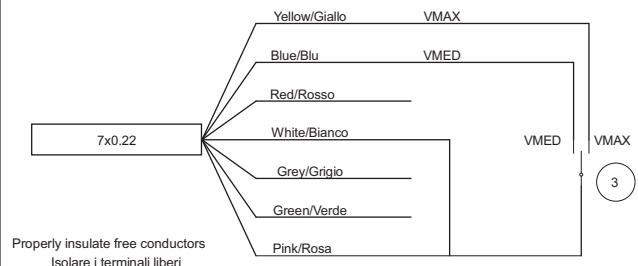 Yellow/Giallo VMAX
Blue/Blu VMED
Red/Rosso
7x0.22 White/Bianco VMED VMAX
Grey/Grigio 3
Green/Verde
Properly insulate free conductors Pink/Rosa
Isolare i terminali liberi